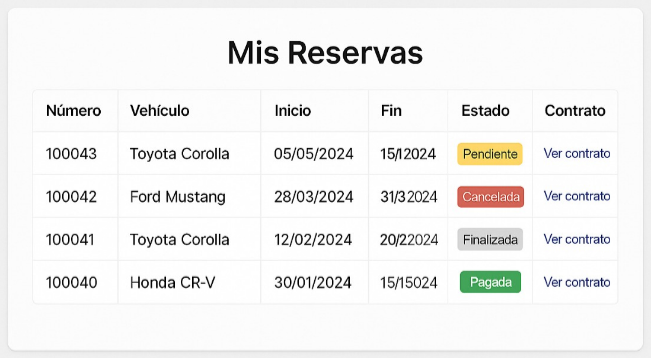 Mis Reservas
Número Vehículo Inicio Fin Estado Contrato
100043 Toyota Corolla 05/05/2024 15/12024 Pendiente Ver contrato
100042 Ford Mustang 28/03/2024 31/32024 Cancelada Ver contrato
100041 Toyota Corolla 12/02/2024 20/22024 Finalizada Ver contrato
100040 Honda CR-V 30/01/2024 15/15024 Pagada Ver contrato